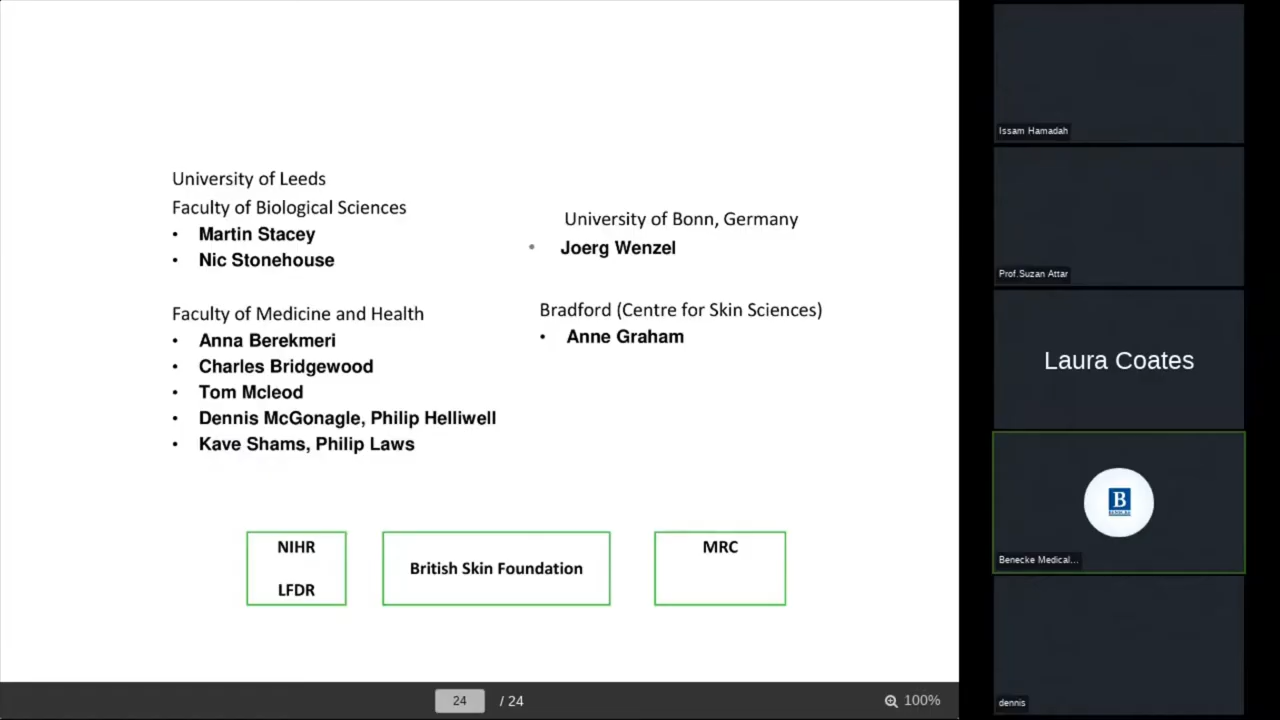 University of Leeds
Faculty of Biological Sciences
• Martin Stacey
• Nic Stonehouse
Faculty of Medicine and Health
• Anna Berekmeri
• Charles Bridgewood
• Tom Mcleod
• Dennis McGonagle, Philip Helliwell
• Kave Shams, Philip Laws
University of Bonn, Germany
• Joerg Wenzel
Bradford (Centre for Skin Sciences)
• Anne Graham
NIHR
LFDR
British Skin Foundation
MRC
24 / 24
100%
Issam Hamadah
Prof.Suzan Attar
Laura Coates
B
Benecke Medical...
dennis